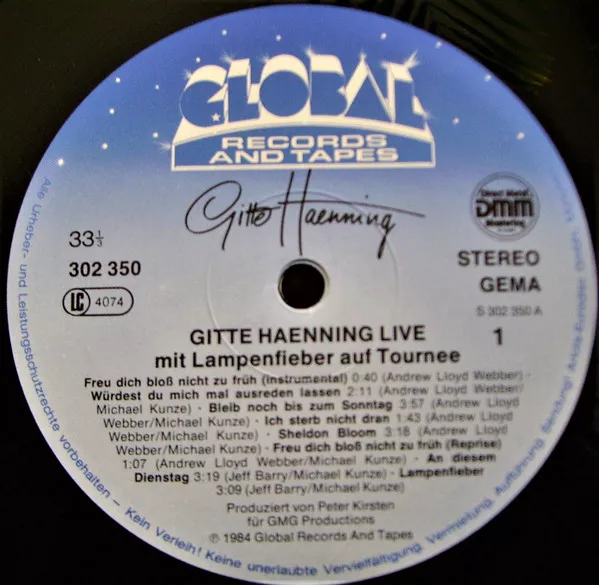 GLOBAL
RECORDS
AND TAPES
Gitte Haenning
Direct Metal
DMM
Mastering
33⅓
302 350
LC 4074
STEREO
GEMA
S 302 350 A
GITTE HAENNING LIVE
mit Lampenfieber auf Tournee
1
Freu dich bloß nicht zu früh (Instrumental) 0:40 (Andrew Lloyd Webber) ·
Würdest du mich mal ausreden lassen 2:11 (Andrew Lloyd Webber/
Michael Kunze) · Bleib noch bis zum Sonntag 3:57 (Andrew Lloyd
Webber/Michael Kunze) · Ich sterb nicht dran 1:43 (Andrew Lloyd
Webber/Michael Kunze) · Sheldon Bloom 3:18 (Andrew Lloyd
Webber/Michael Kunze) · Freu dich bloß nicht zu früh (Reprise)
1:07 (Andrew Lloyd Webber/Michael Kunze) · An diesem
Dienstag 3:19 (Jeff Barry/Michael Kunze) · Lampenfieber
3:09 (Jeff Barry/Michael Kunze)
Produziert von Peter Kirsten
für GMG Productions
℗ 1984 Global Records And Tapes
Alle Urheber- und Leistungsschutzrechte vorbehalten – Kein Verleih! Keine unerlaubte Vervielfältigung, Vermietung, Aufführung, Sendung! Ariola-Eurodisc GmbH,